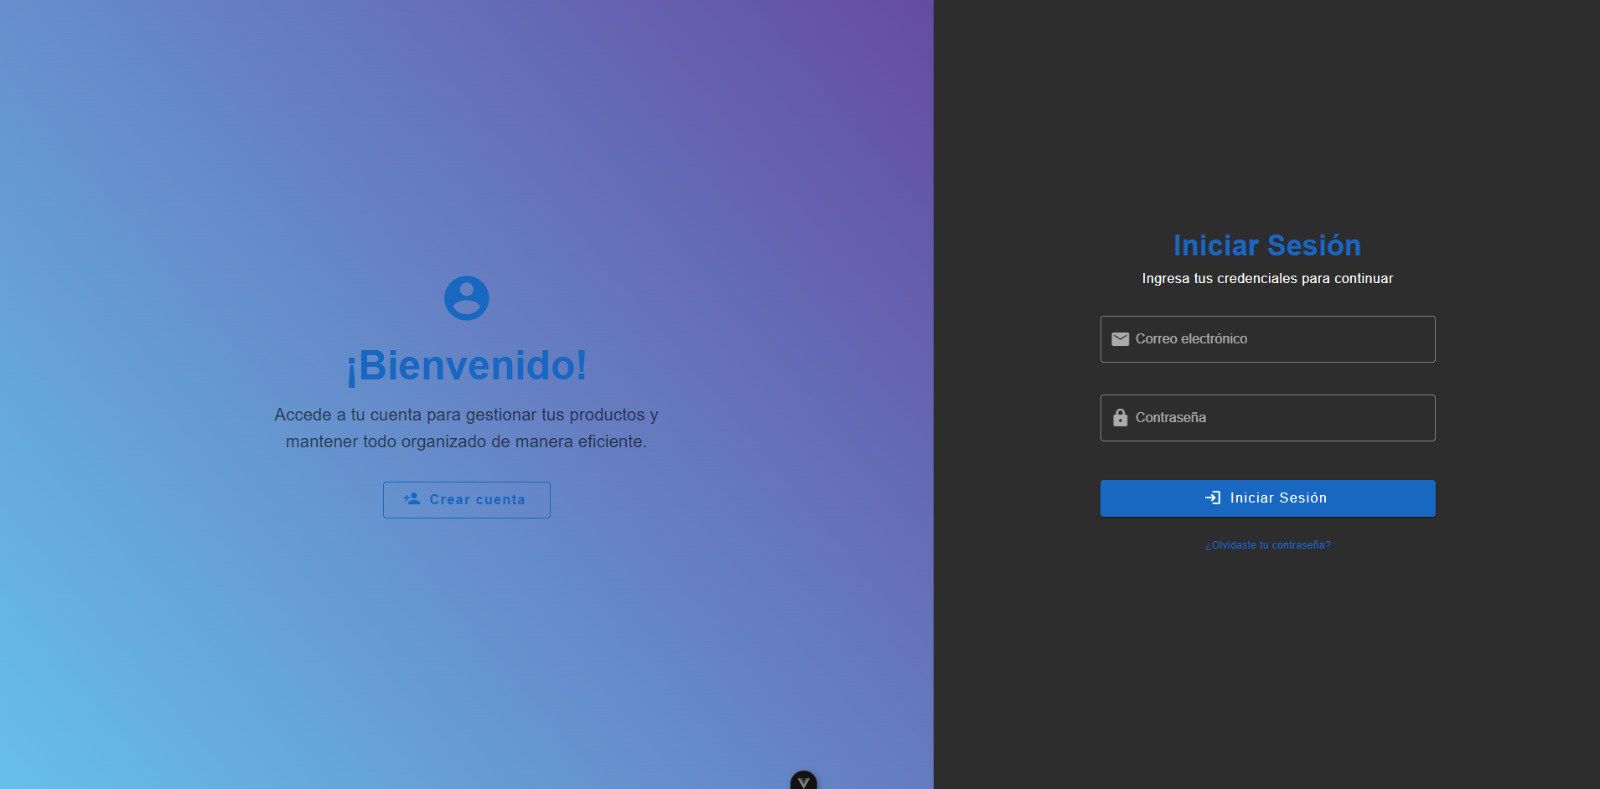 ¡Bienvenido!
Accede a tu cuenta para gestionar tus productos y
mantener todo organizado de manera eficiente.
Crear cuenta
Iniciar Sesión
Ingresa tus credenciales para continuar
Correo electrónico
Contraseña
Iniciar Sesión
¿Olvidaste tu contraseña?